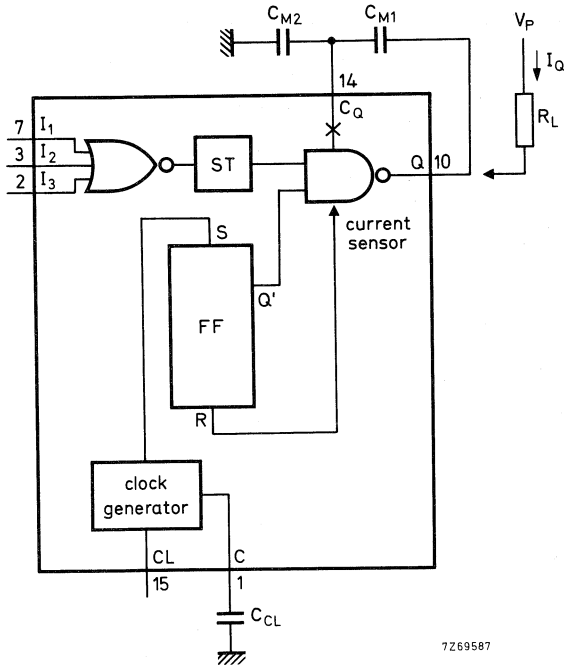 C_M2
C_M1
V_P
I_Q
R_L
14
C_Q
7 I_1
3 I_2
2 I_3
ST
Q 10
current
sensor
S
Q'
FF
R
clock
generator
CL
C
15
1
C_CL
7Z69587